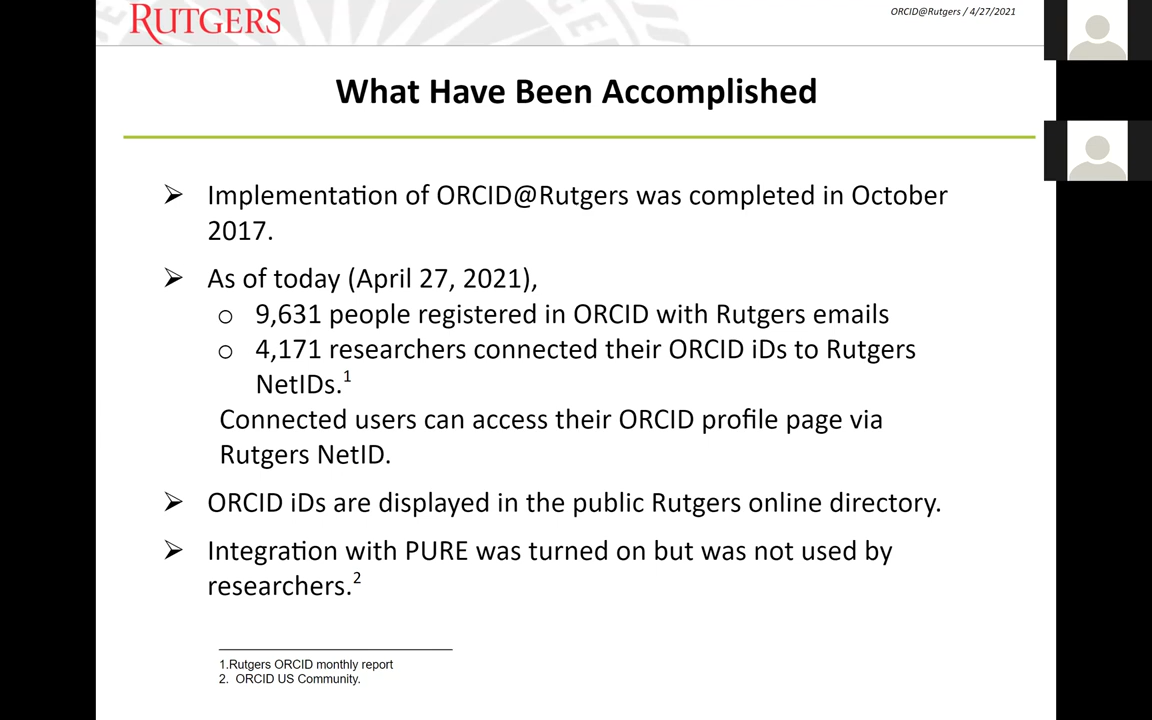 RUTGERS
ORCID@Rutgers / 4/27/2021
What Have Been Accomplished
➢ Implementation of ORCID@Rutgers was completed in October
2017.
➢ As of today (April 27, 2021),
o 9,631 people registered in ORCID with Rutgers emails
o 4,171 researchers connected their ORCID iDs to Rutgers
NetIDs.1
Connected users can access their ORCID profile page via
Rutgers NetID.
➢ ORCID iDs are displayed in the public Rutgers online directory.
➢ Integration with PURE was turned on but was not used by
researchers.2
1.Rutgers ORCID monthly report
2. ORCID US Community.